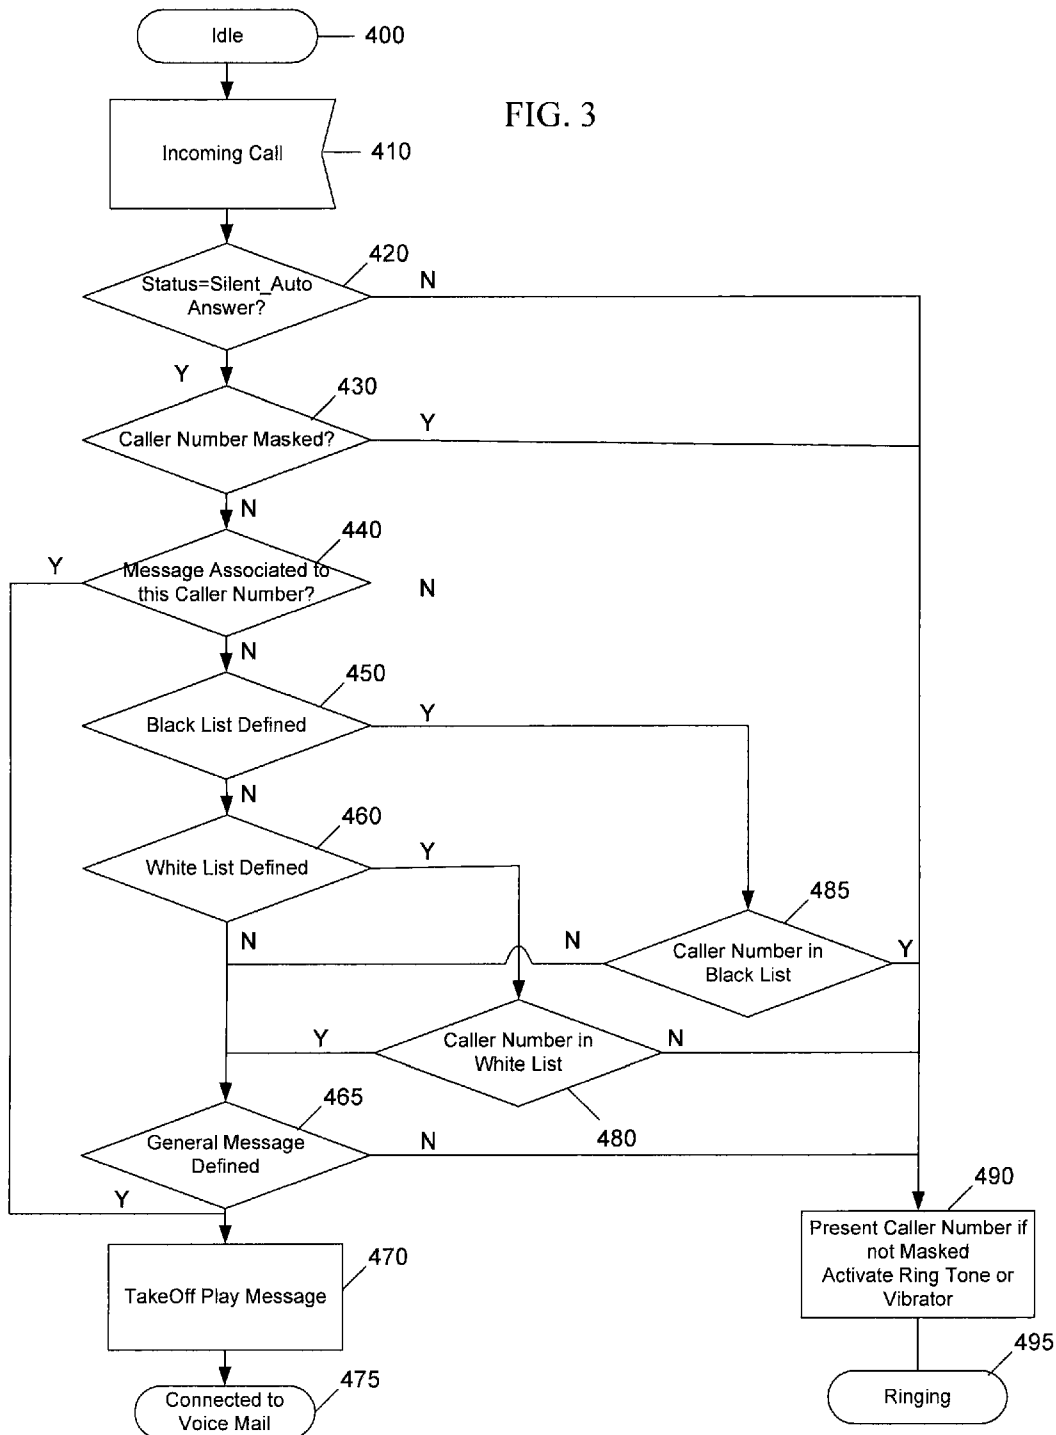 Idle
400
FIG. 3
Incoming Call
410
420
Status=Silent_Auto
Answer?
N
Y
430
Caller Number Masked?
Y
N
440
Y
Message Associated to
this Caller Number?
N
N
450
Black List Defined
Y
N
460
White List Defined
Y
N
485
N
Caller Number in
Black List
Y
Y
Caller Number in
White List
N
480
465
General Message
Defined
N
Y
490
Present Caller Number if
not Masked
Activate Ring Tone or
Vibrator
470
TakeOff Play Message
495
Ringing
475
Connected to
Voice Mail